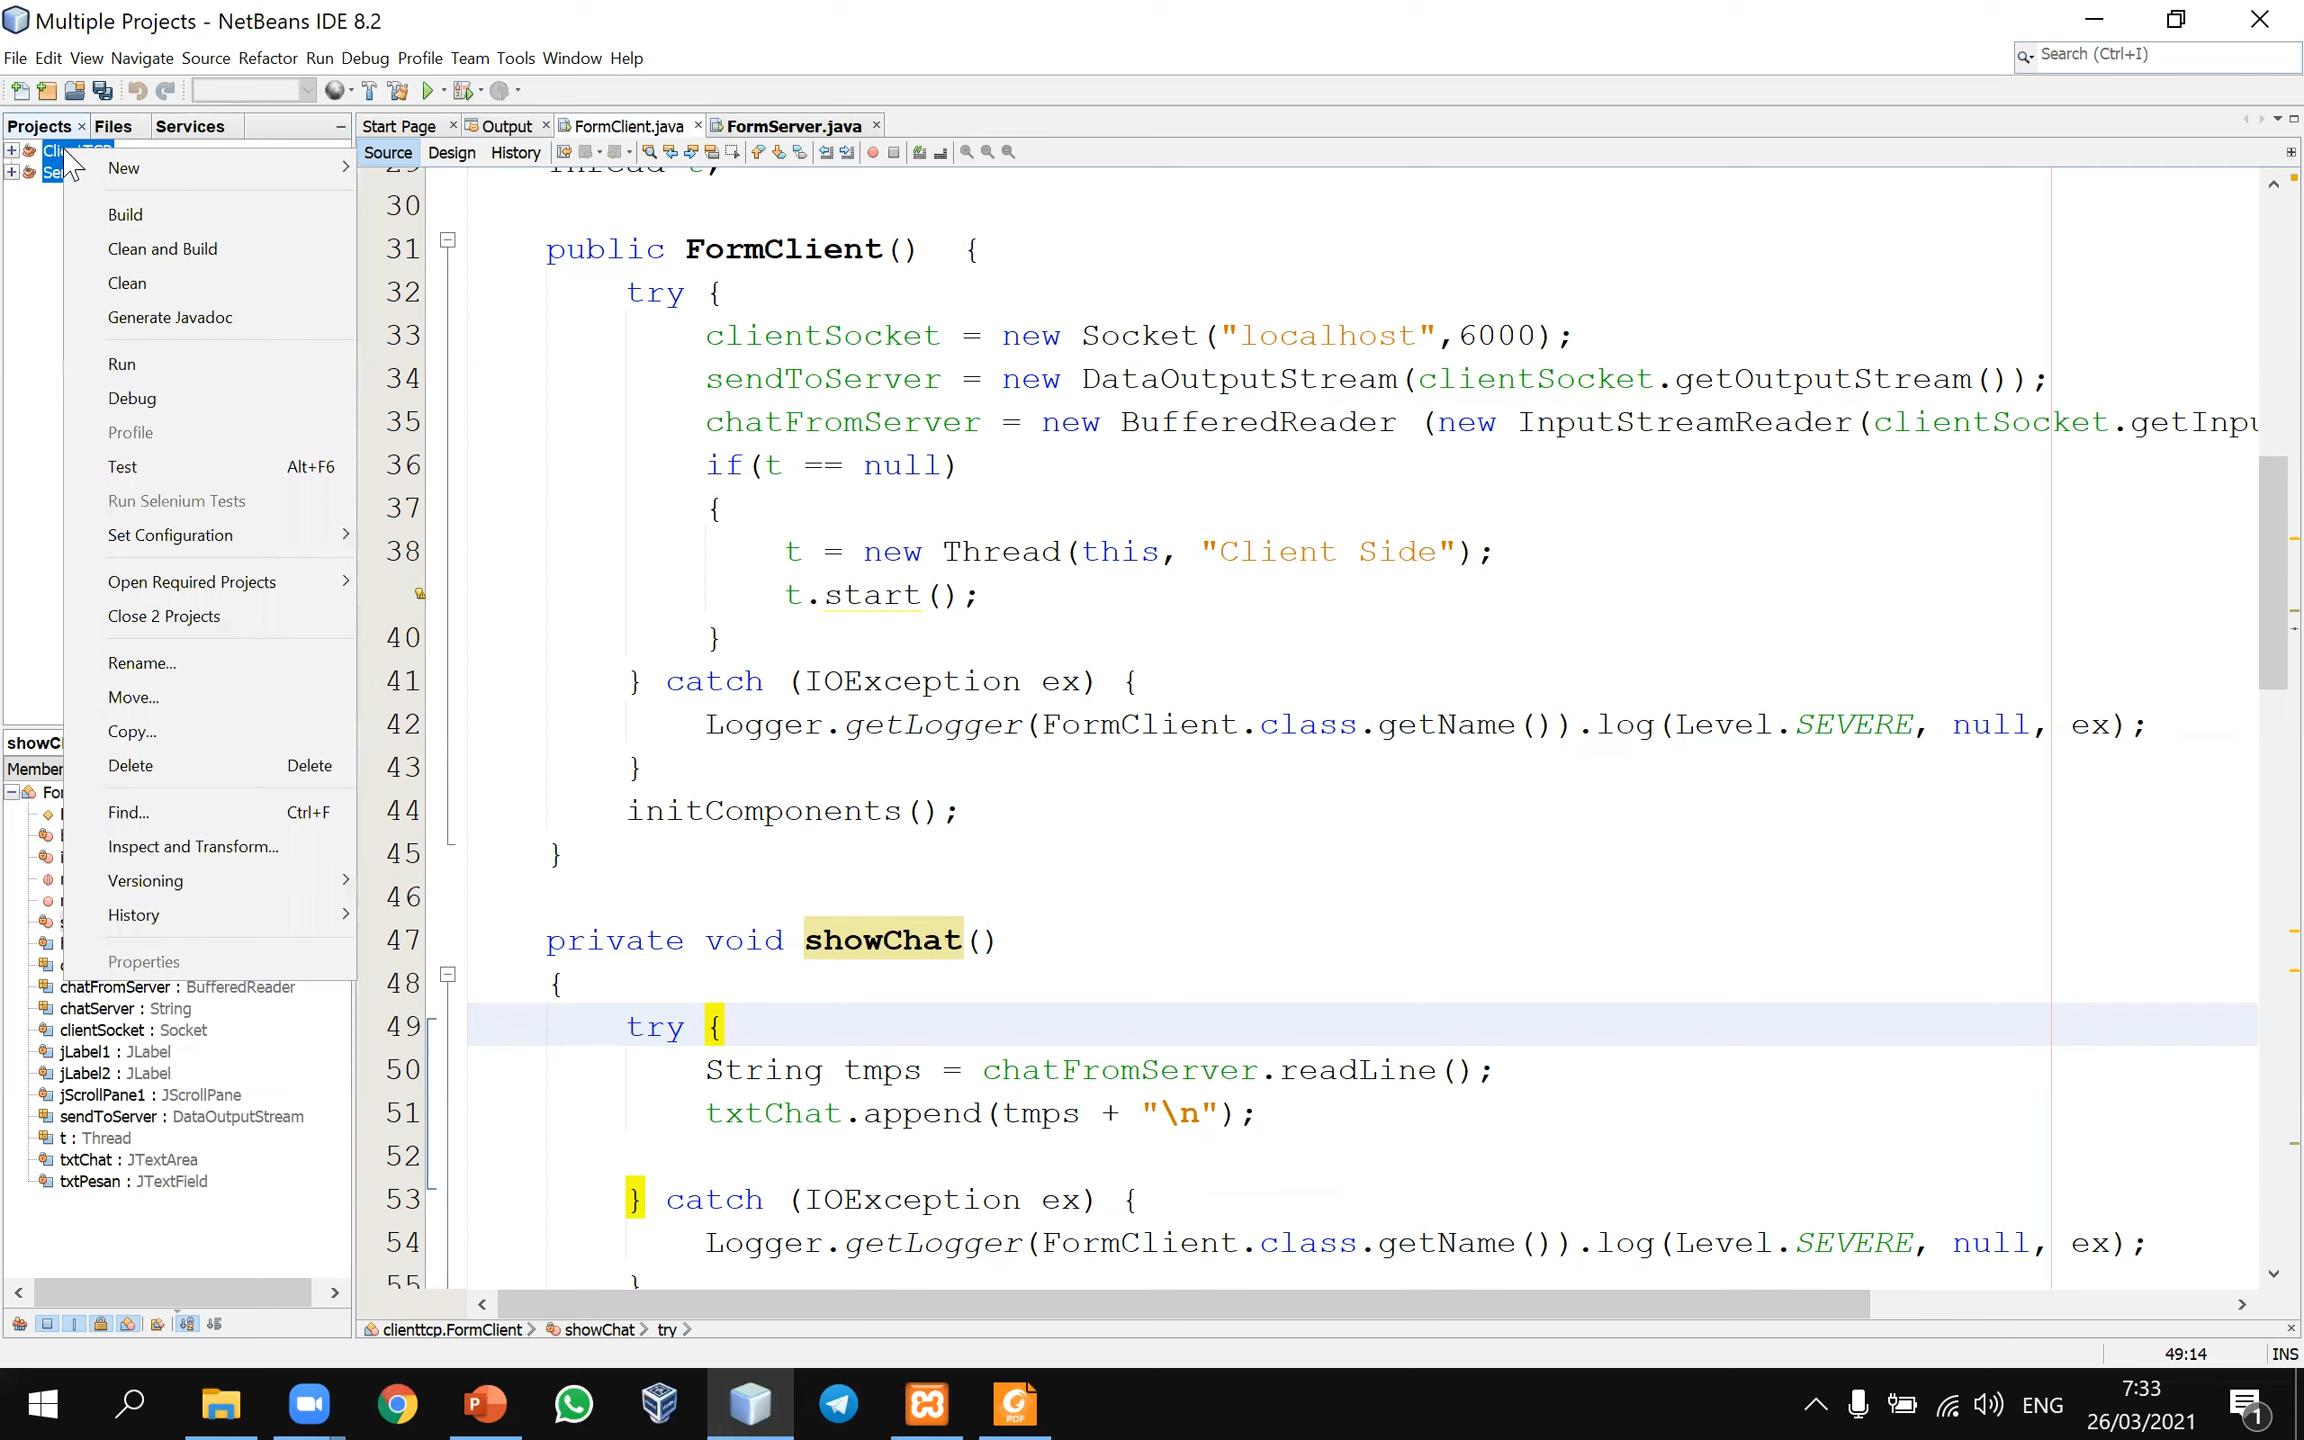 Multiple Projects - NetBeans IDE 8.2
File Edit View Navigate Source Refactor Run Debug Profile Team Tools Window Help
Search (Ctrl+I)
Projects Files Services
Start Page Output FormClient.java FormServer.java
Source Design History
New
Build
Clean and Build
Clean
Generate Javadoc
Run
Debug
Profile
Test Alt+F6
Run Selenium Tests
Set Configuration
Open Required Projects
Close 2 Projects
Rename...
Move...
Copy...
Delete Delete
Find... Ctrl+F
Inspect and Transform...
Versioning
History
Properties
chatFromServer : BufferedReader
chatServer : String
clientSocket : Socket
jLabel1 : JLabel
jLabel2 : JLabel
jScrollPane1 : JScrollPane
sendToServer : DataOutputStream
t : Thread
txtChat : JTextArea
txtPesan : JTextField
30
31 public FormClient() {
32 try {
33 clientSocket = new Socket("localhost",6000);
34 sendToServer = new DataOutputStream(clientSocket.getOutputStream());
35 chatFromServer = new BufferedReader (new InputStreamReader(clientSocket.getInpu
36 if(t == null)
37 {
38 t = new Thread(this, "Client Side");
t.start();
40 }
41 } catch (IOException ex) {
42 Logger.getLogger(FormClient.class.getName()).log(Level.SEVERE, null, ex);
43 }
44 initComponents();
45 }
46
47 private void showChat()
48 {
49 try {
50 String tmps = chatFromServer.readLine();
51 txtChat.append(tmps + "\n");
52
53 } catch (IOException ex) {
54 Logger.getLogger(FormClient.class.getName()).log(Level.SEVERE, null, ex);
55 }
clienttcp.FormClient showChat try
49:14 INS
ENG
7:33
26/03/2021
1